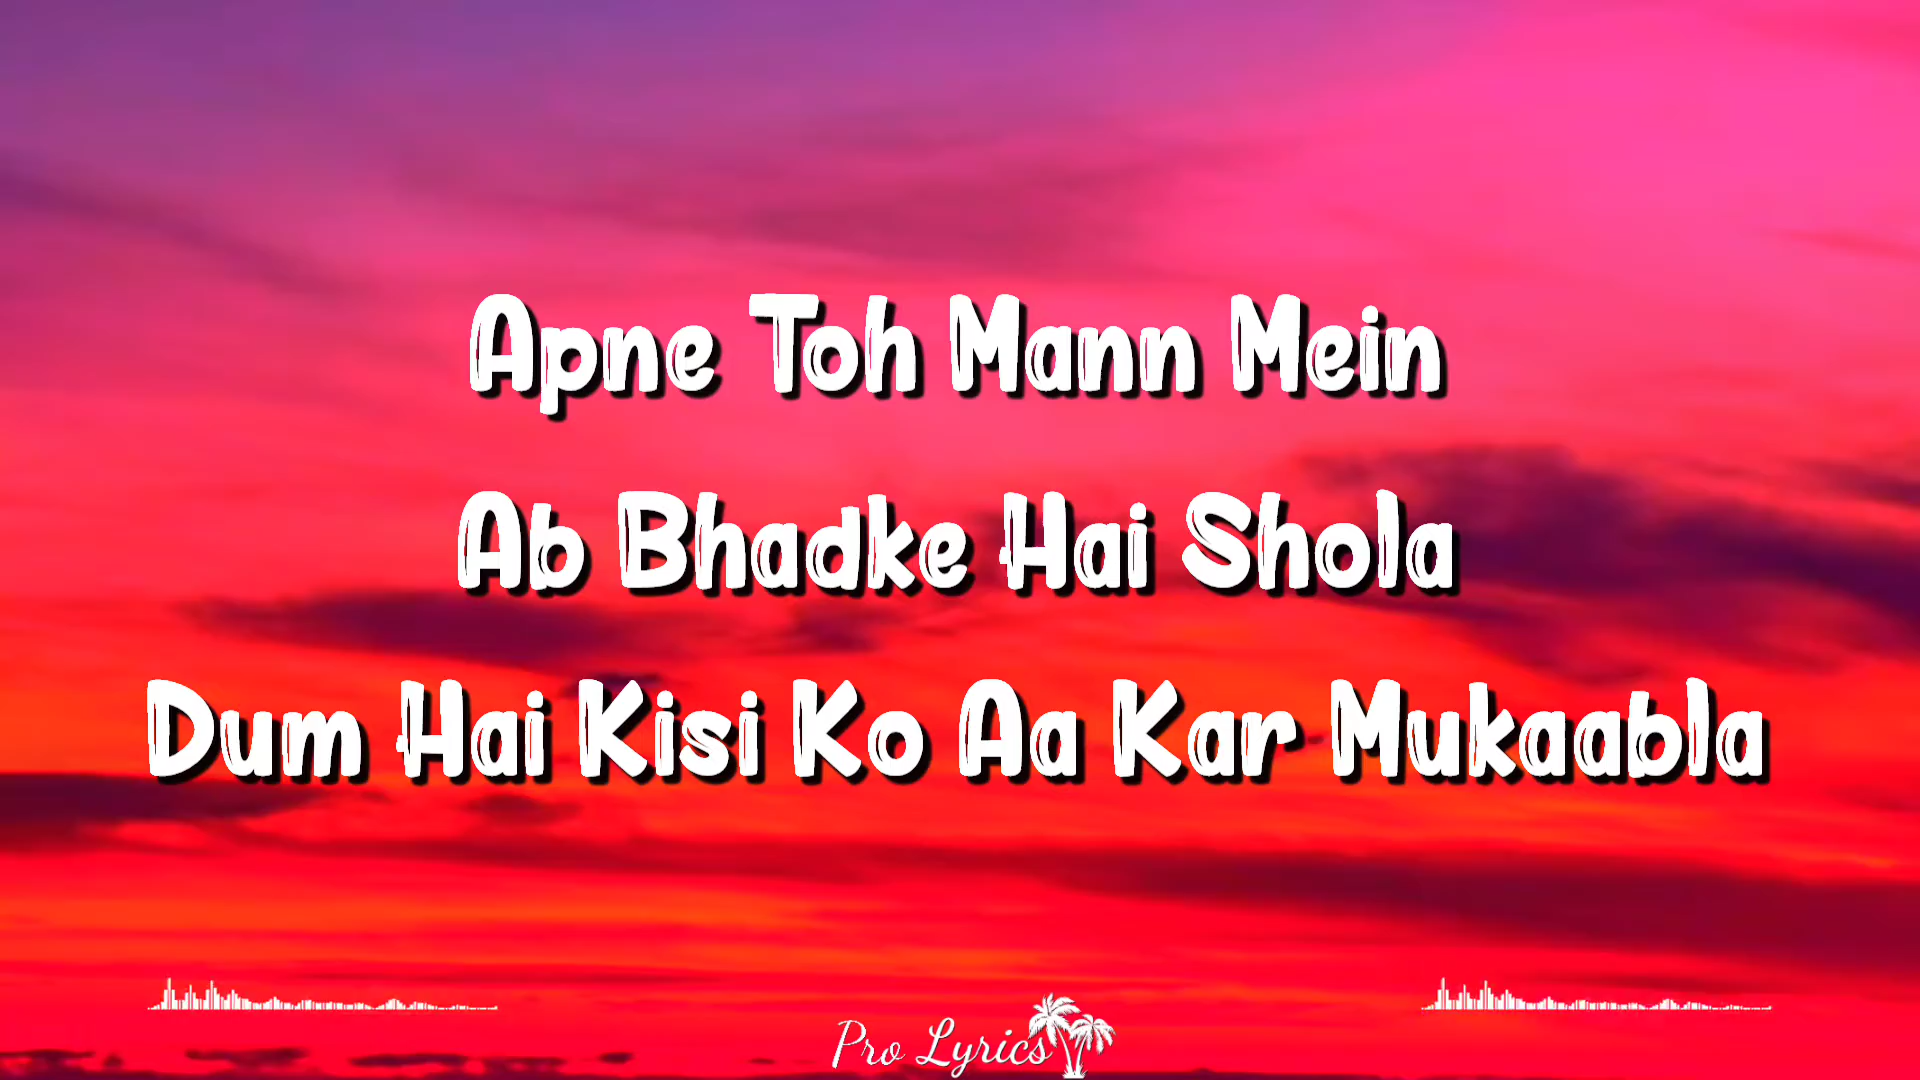 Apne Toh Mann Mein
Ab Bhadke Hai Shola
Dum Hai Kisi Ko Aa Kar Mukaabla
Pro Lyrics